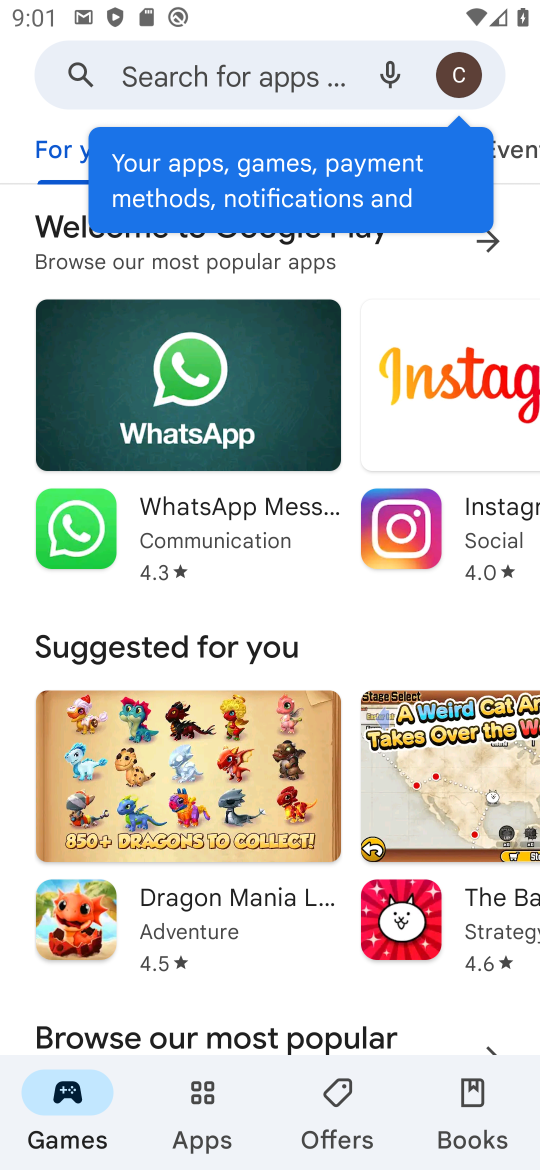 9:01
Search for apps ...
C
For y
Even
Your apps, games, payment
methods, notifications and
Welcome to Google Play
Browse our most popular apps
WhatsApp
Instag
WhatsApp Mess...
Instagr
Communication
Social
4.3★
4.0★
Suggested for you
850+ DRAGONS TO COLLECT!
Stage Select
A Weird Cat Ar
Takes Over the W
Dragon Mania L...
The Ba
Adventure
Strategy
4.5★
4.6★
Browse our most popular
Games
Apps
Offers
Books